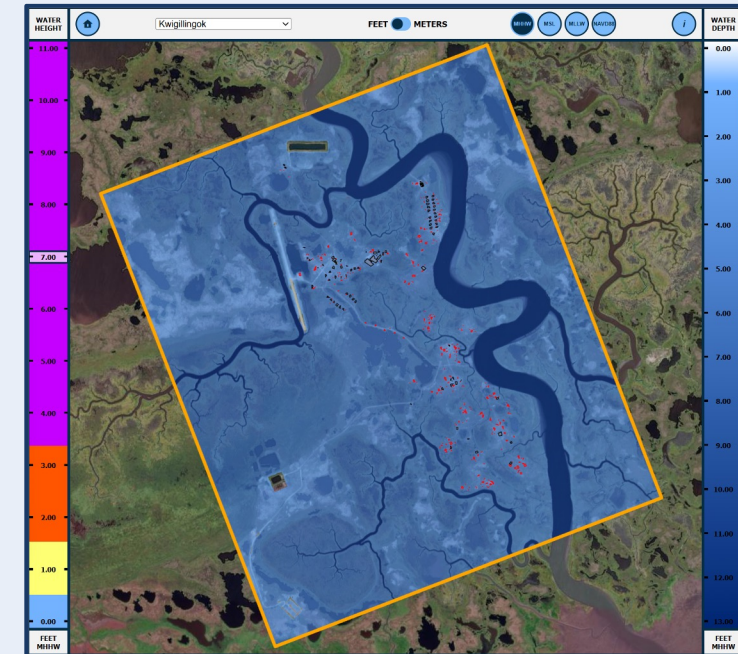 WATER
HEIGHT
Kwigillingok
FEET METERS
MHHW
MSL
MLLW
NAVD88
i
WATER
DEPTH
11.00
10.00
9.00
8.00
7.00
6.00
5.00
4.00
3.00
2.00
1.00
0.00
FEET
MHHW
0.00
1.00
2.00
3.00
4.00
5.00
6.00
7.00
8.00
9.00
10.00
11.00
12.00
13.00
FEET
MHHW